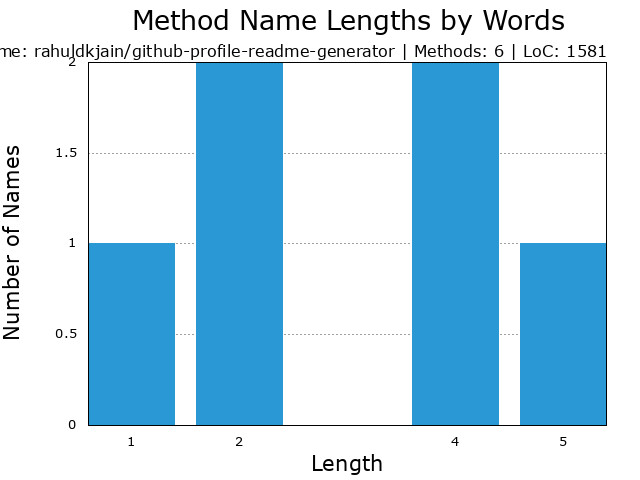 Method Name Lengths by Words
me: rahuldkjain/github-profile-readme-generator | Methods: 6 | LoC: 1581
2
1.5
1
0.5
0
Number of Names
1 2 4 5
Length